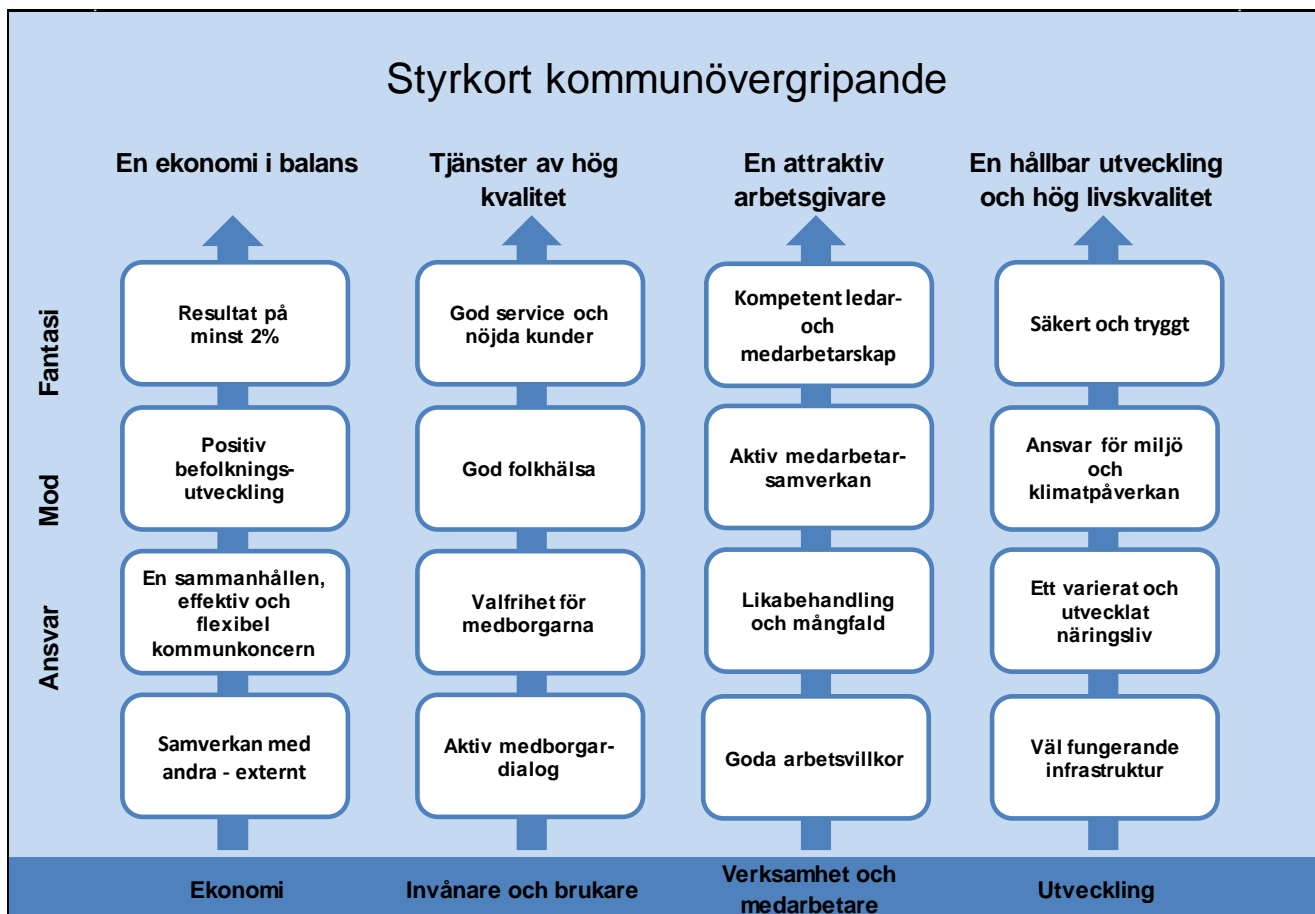 Styrkort kommunövergripande
En ekonomi i balans
Tjänster av hög
kvalitet
En attraktiv
arbetsgivare
En hållbar utveckling
och hög livskvalitet
Fantasi
Resultat på
minst 2%
God service och
nöjda kunder
Kompetent ledar-
och
medarbetarskap
Säkert och tryggt
Mod
Positiv
befolknings-
utveckling
God folkhälsa
Aktiv medarbetar-
samverkan
Ansvar för miljö
och
klimatpåverkan
Ansvar
En sammanhållen,
effektiv och
flexibel
kommunkoncern
Valfrihet för
medborgarna
Likabehandling
och mångfald
Ett varierat och
utvecklat
näringsliv
Samverkan med
andra - externt
Aktiv medborgar-
dialog
Goda arbetsvillkor
Väl fungerande
infrastruktur
Ekonomi
Invånare och brukare
Verksamhet och
medarbetare
Utveckling